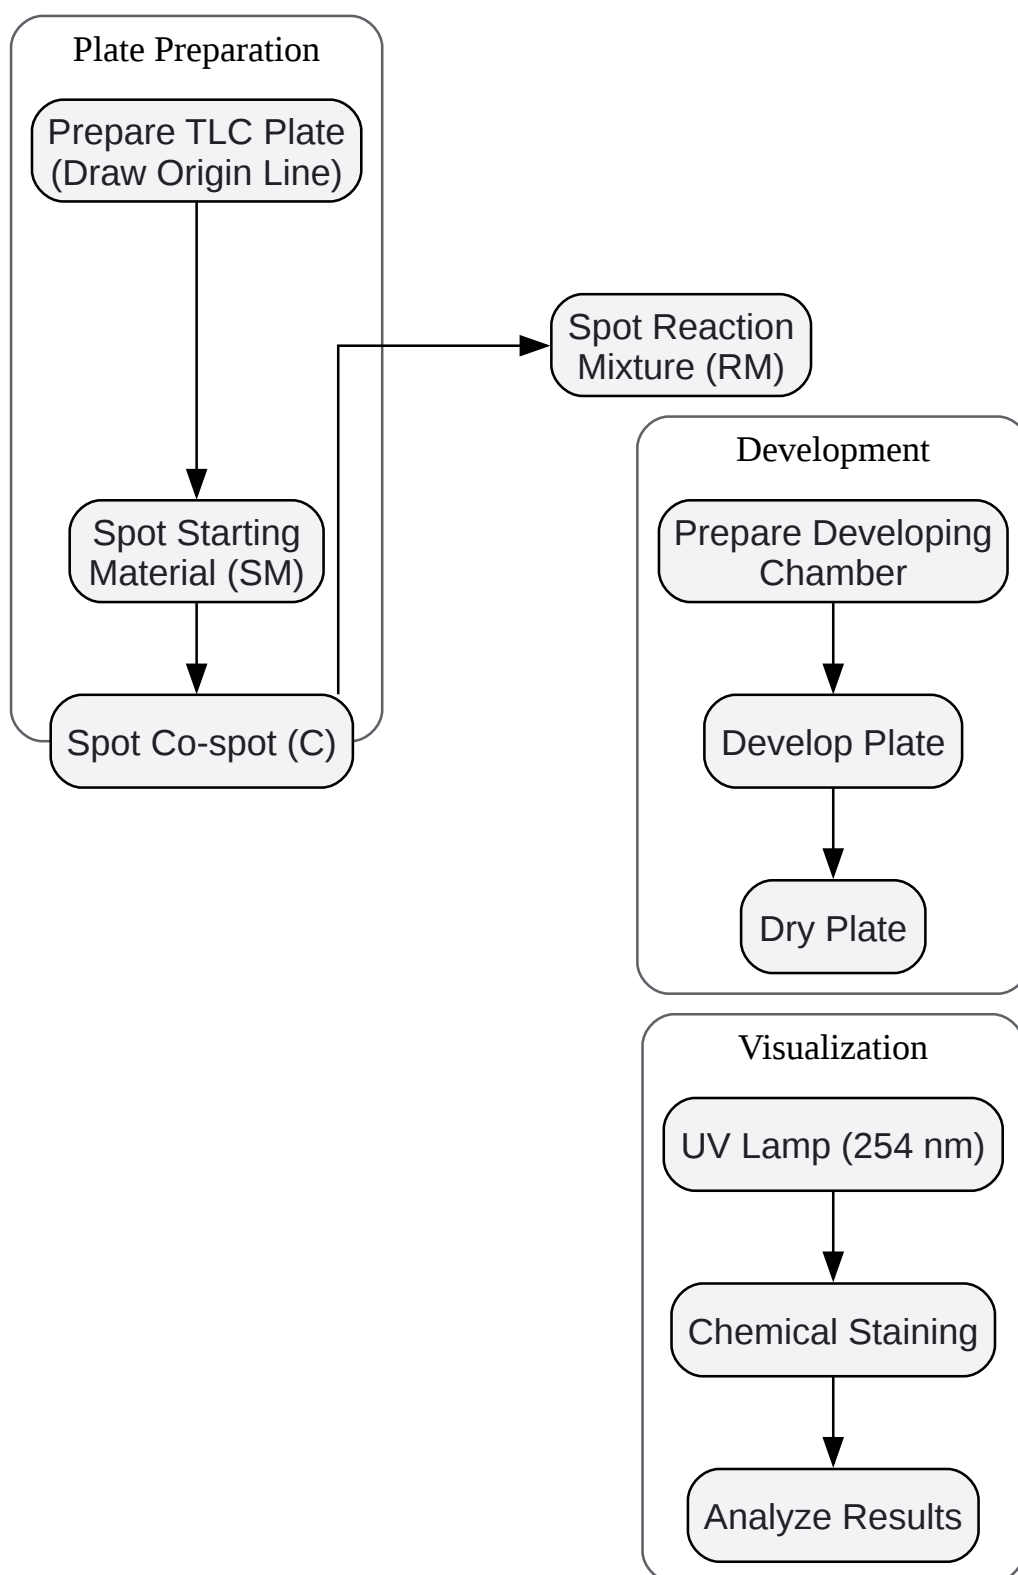 Plate Preparation
Prepare TLC Plate
(Draw Origin Line)
Spot Reaction
Mixture (RM)
Spot Starting
Material (SM)
Spot Co-spot (C)
Development
Prepare Developing
Chamber
Develop Plate
Dry Plate
Visualization
UV Lamp (254 nm)
Chemical Staining
Analyze Results